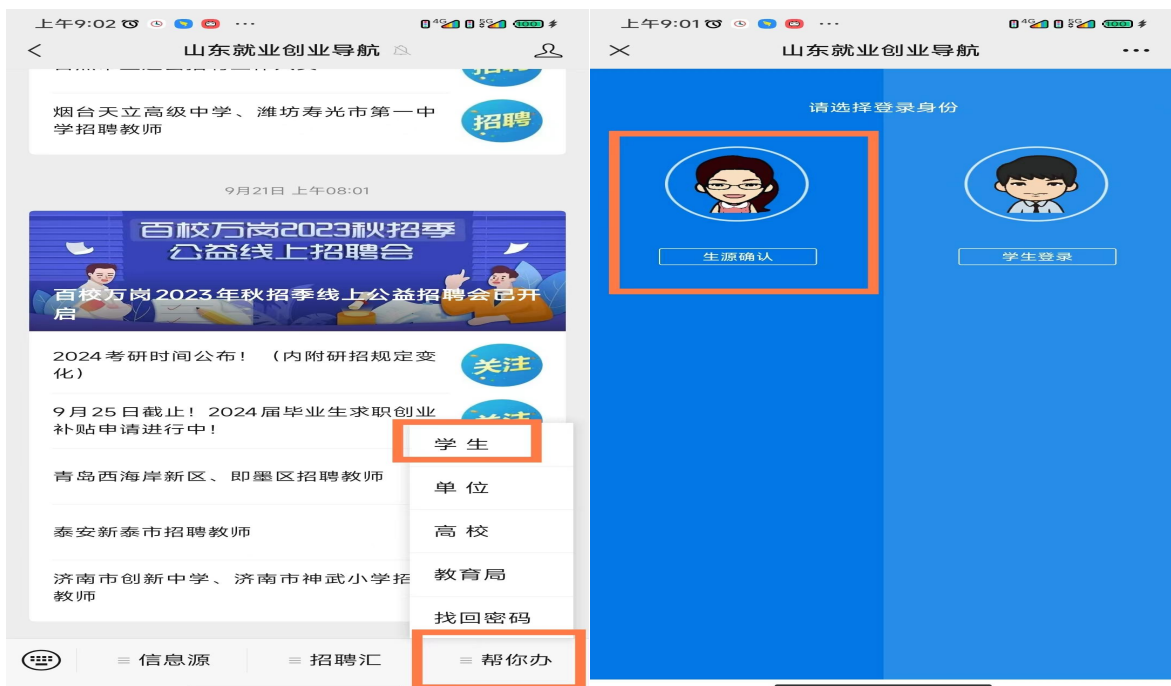 上午9:02
4G
5G
100
山东就业创业导航
招聘
烟台天立高级中学、潍坊寿光市第一中
学招聘教师
招聘
9月21日 上午08:01
百校万岗2023秋招季
公益线上招聘会
百校万岗2023年秋招季线上公益招聘会已开
启
2024考研时间公布！（内附研招规定变
化）
关注
9月25日截止！2024届毕业生求职创业
补贴申请进行中！
关注
青岛西海岸新区、即墨区招聘教师
泰安新泰市招聘教师
济南市创新中学、济南市神武小学招
教师
学生
单位
高校
教育局
找回密码
信息源
招聘汇
帮你办
上午9:01
4G
5G
100
山东就业创业导航
请选择登录身份
生源确认
学生登录